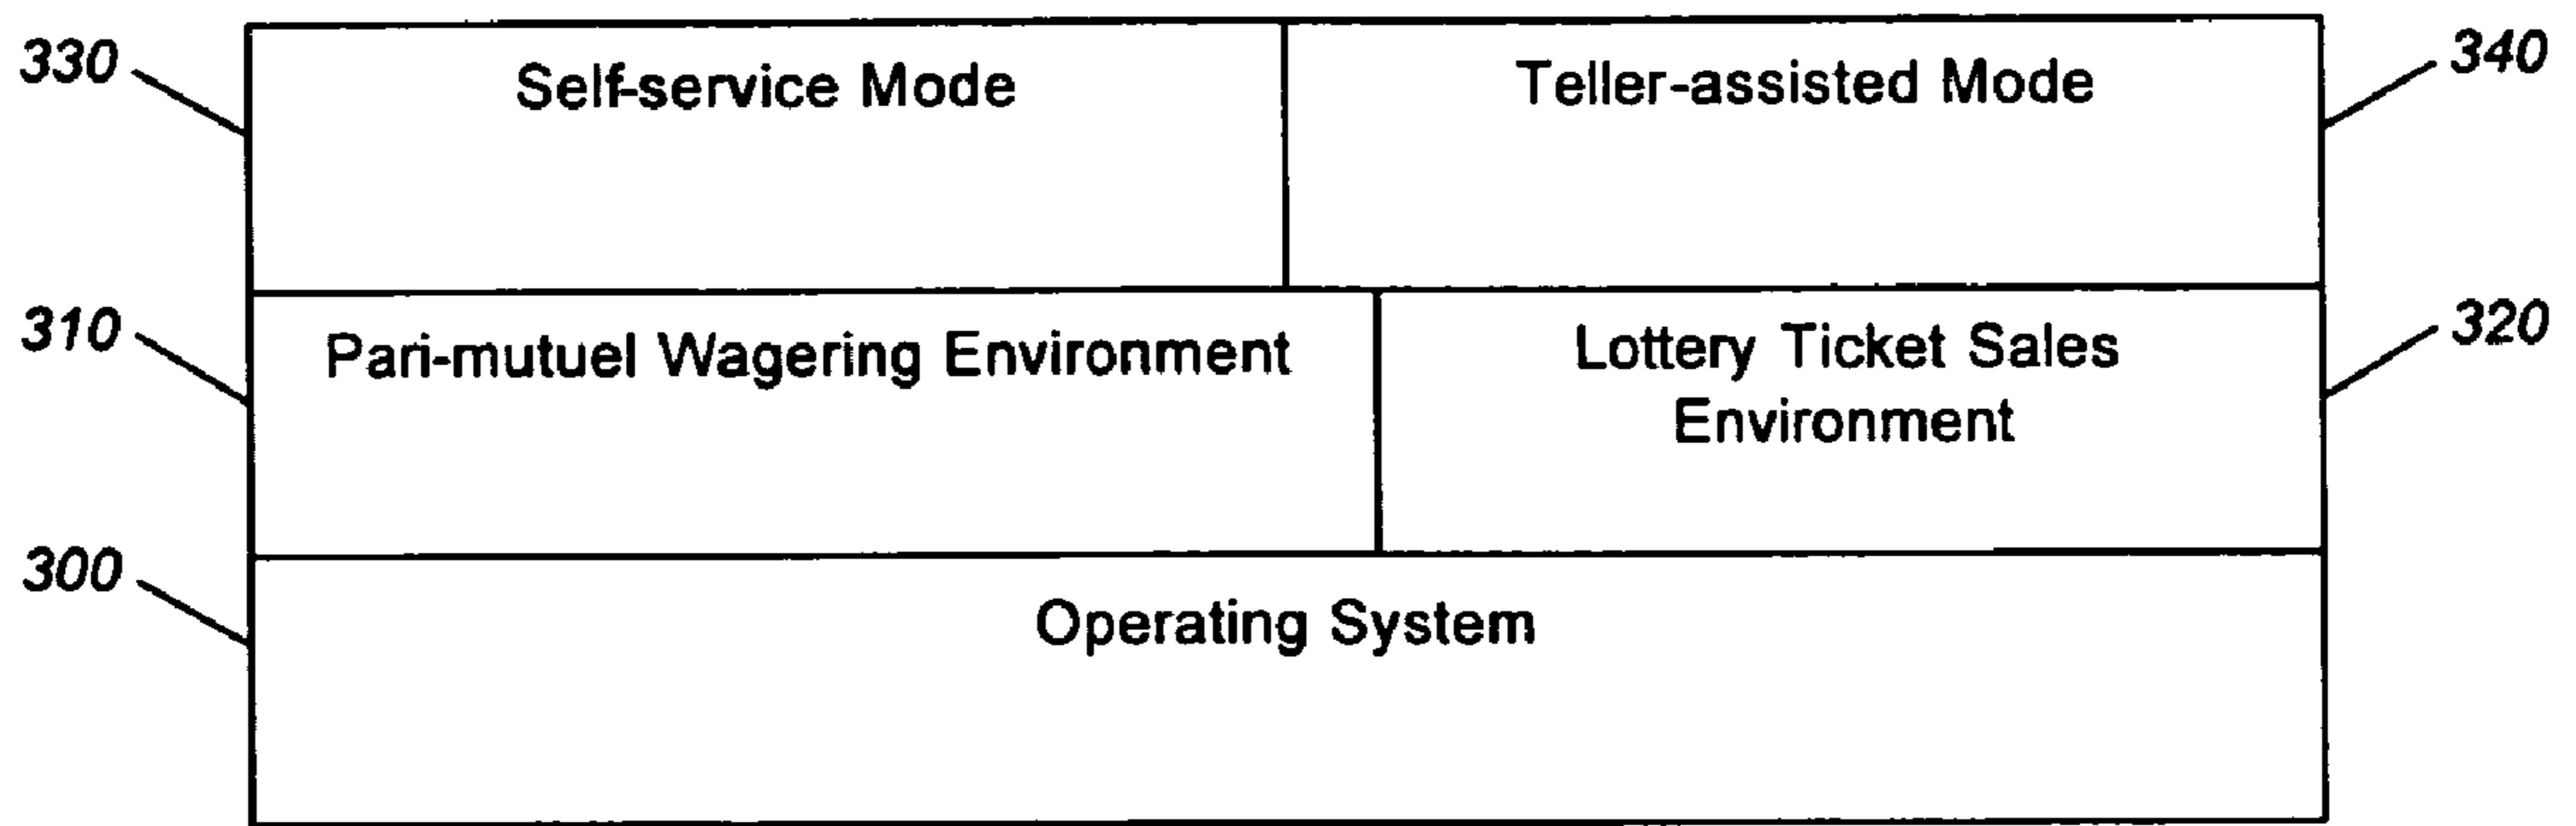 330
Self-service Mode
Teller-assisted Mode
340
310
Pari-mutuel Wagering Environment
Lottery Ticket Sales
Environment
320
300
Operating System